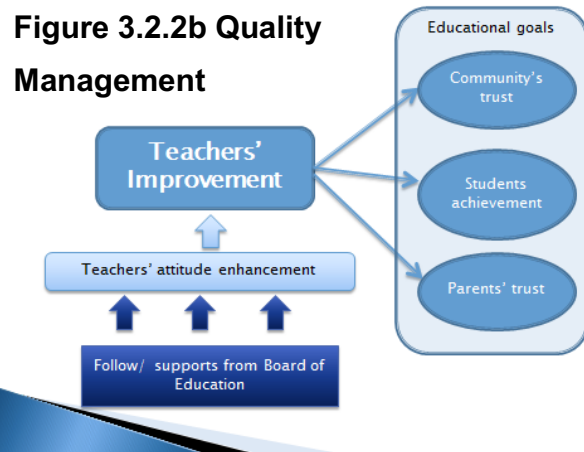 Figure 3.2.2b Quality
Management
Educational goals
Community's
trust
Teachers'
Improvement
Students
achievement
Teachers' attitude enhancement
Parents' trust
Follow/ supports from Board of
Education